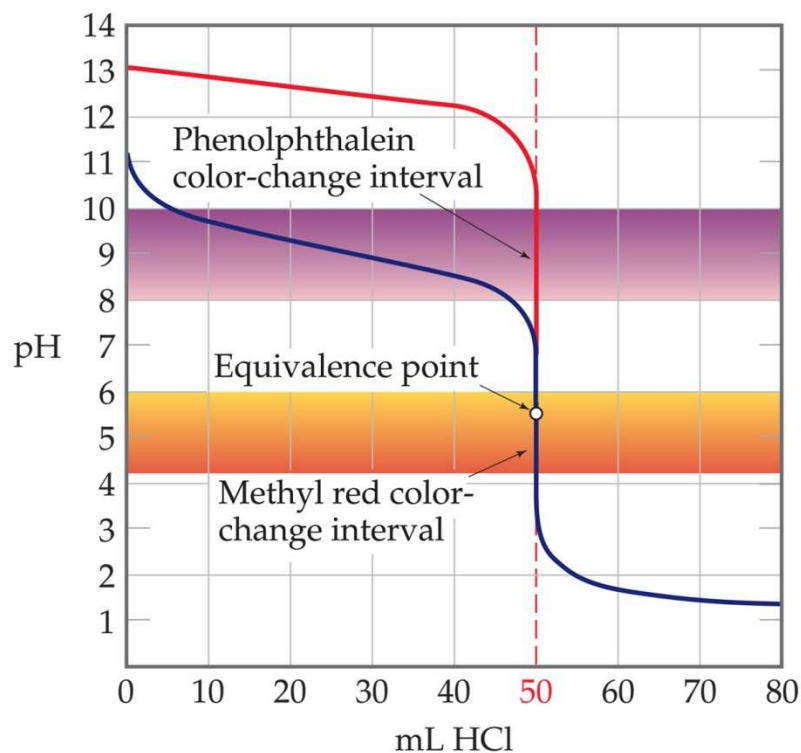 14
13
12
11
10
9
8
7
6
5
4
3
2
1
pH
Phenolphthalein
color-change interval
Equivalence point
Methyl red color-
change interval
0 10 20 30 40 50 60 70 80
mL HCl